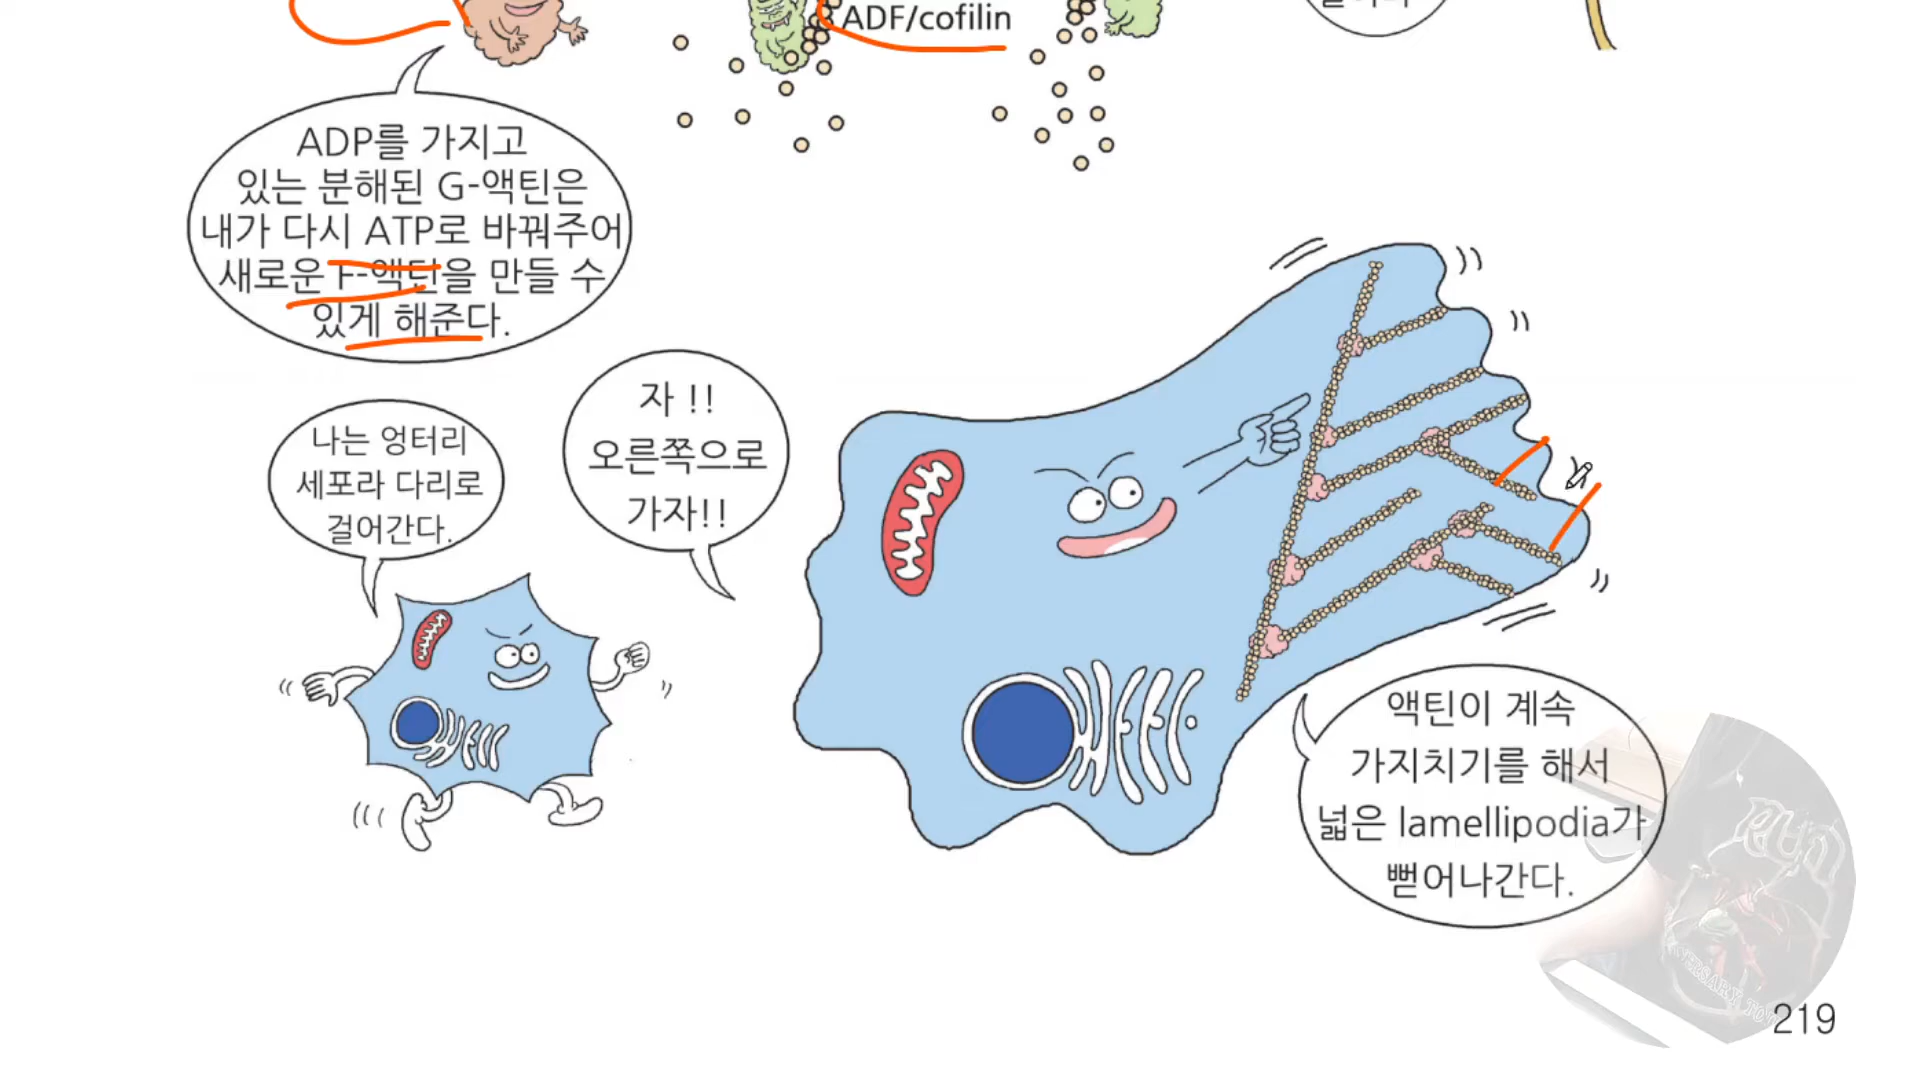 ADF/cofilin
ADP를 가지고
있는 분해된 G-액틴은
내가 다시 ATP로 바꿔주어
새로운 F-액틴을 만들 수
있게 해준다.
나는 엉터리
세포라 다리로
걸어간다.
자 !!
오른쪽으로
가자!!
액틴이 계속
가지치기를 해서
넓은 lamellipodia가
뻗어나간다.
219